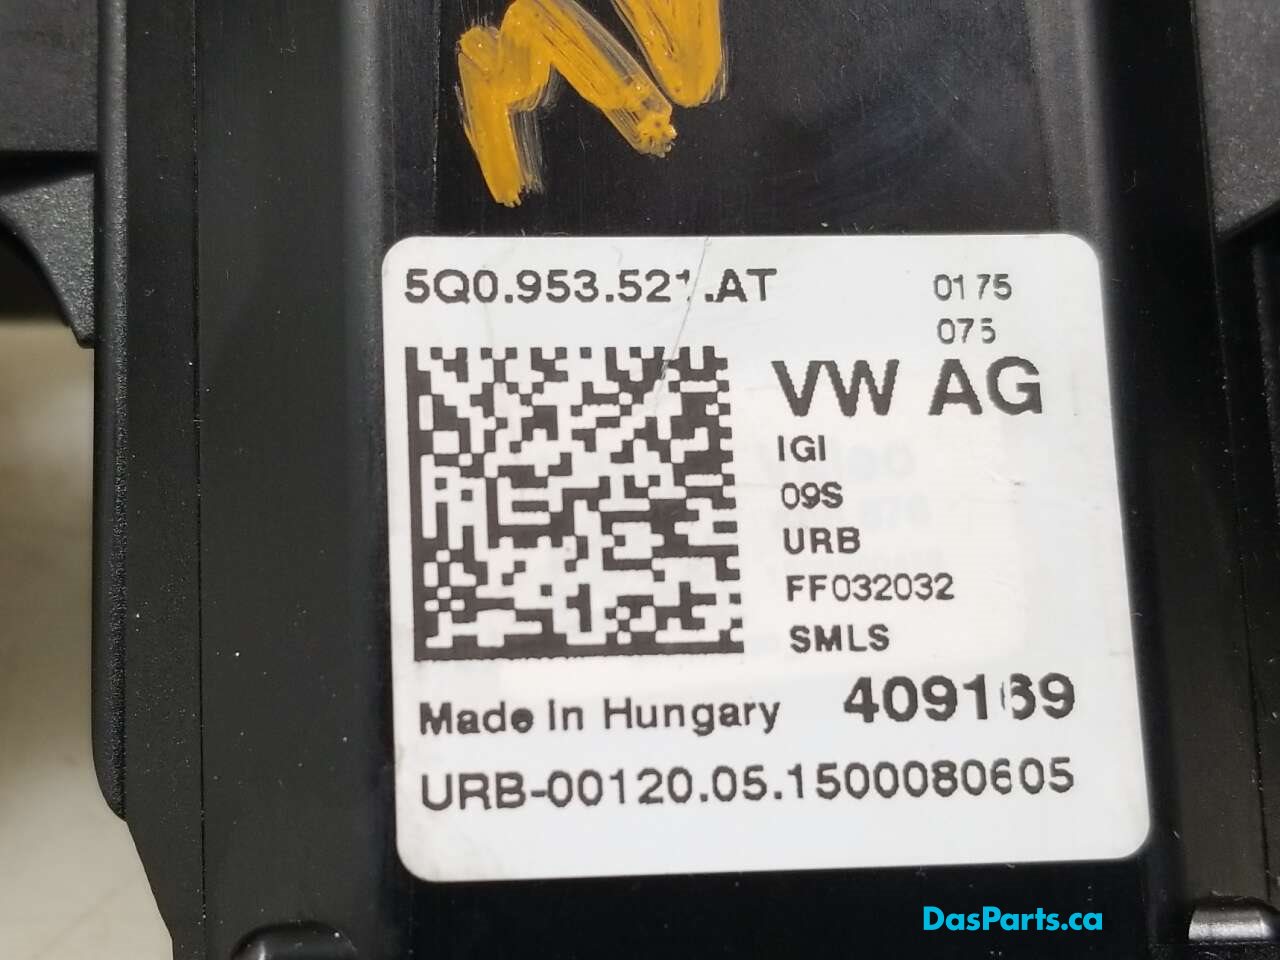 5Q0.953.521.AT
0175
075
VW AG
IGI
09S
URB
FF032032
SMLS
Made In Hungary 409169
URB-00120.05.1500080605
DasParts.ca